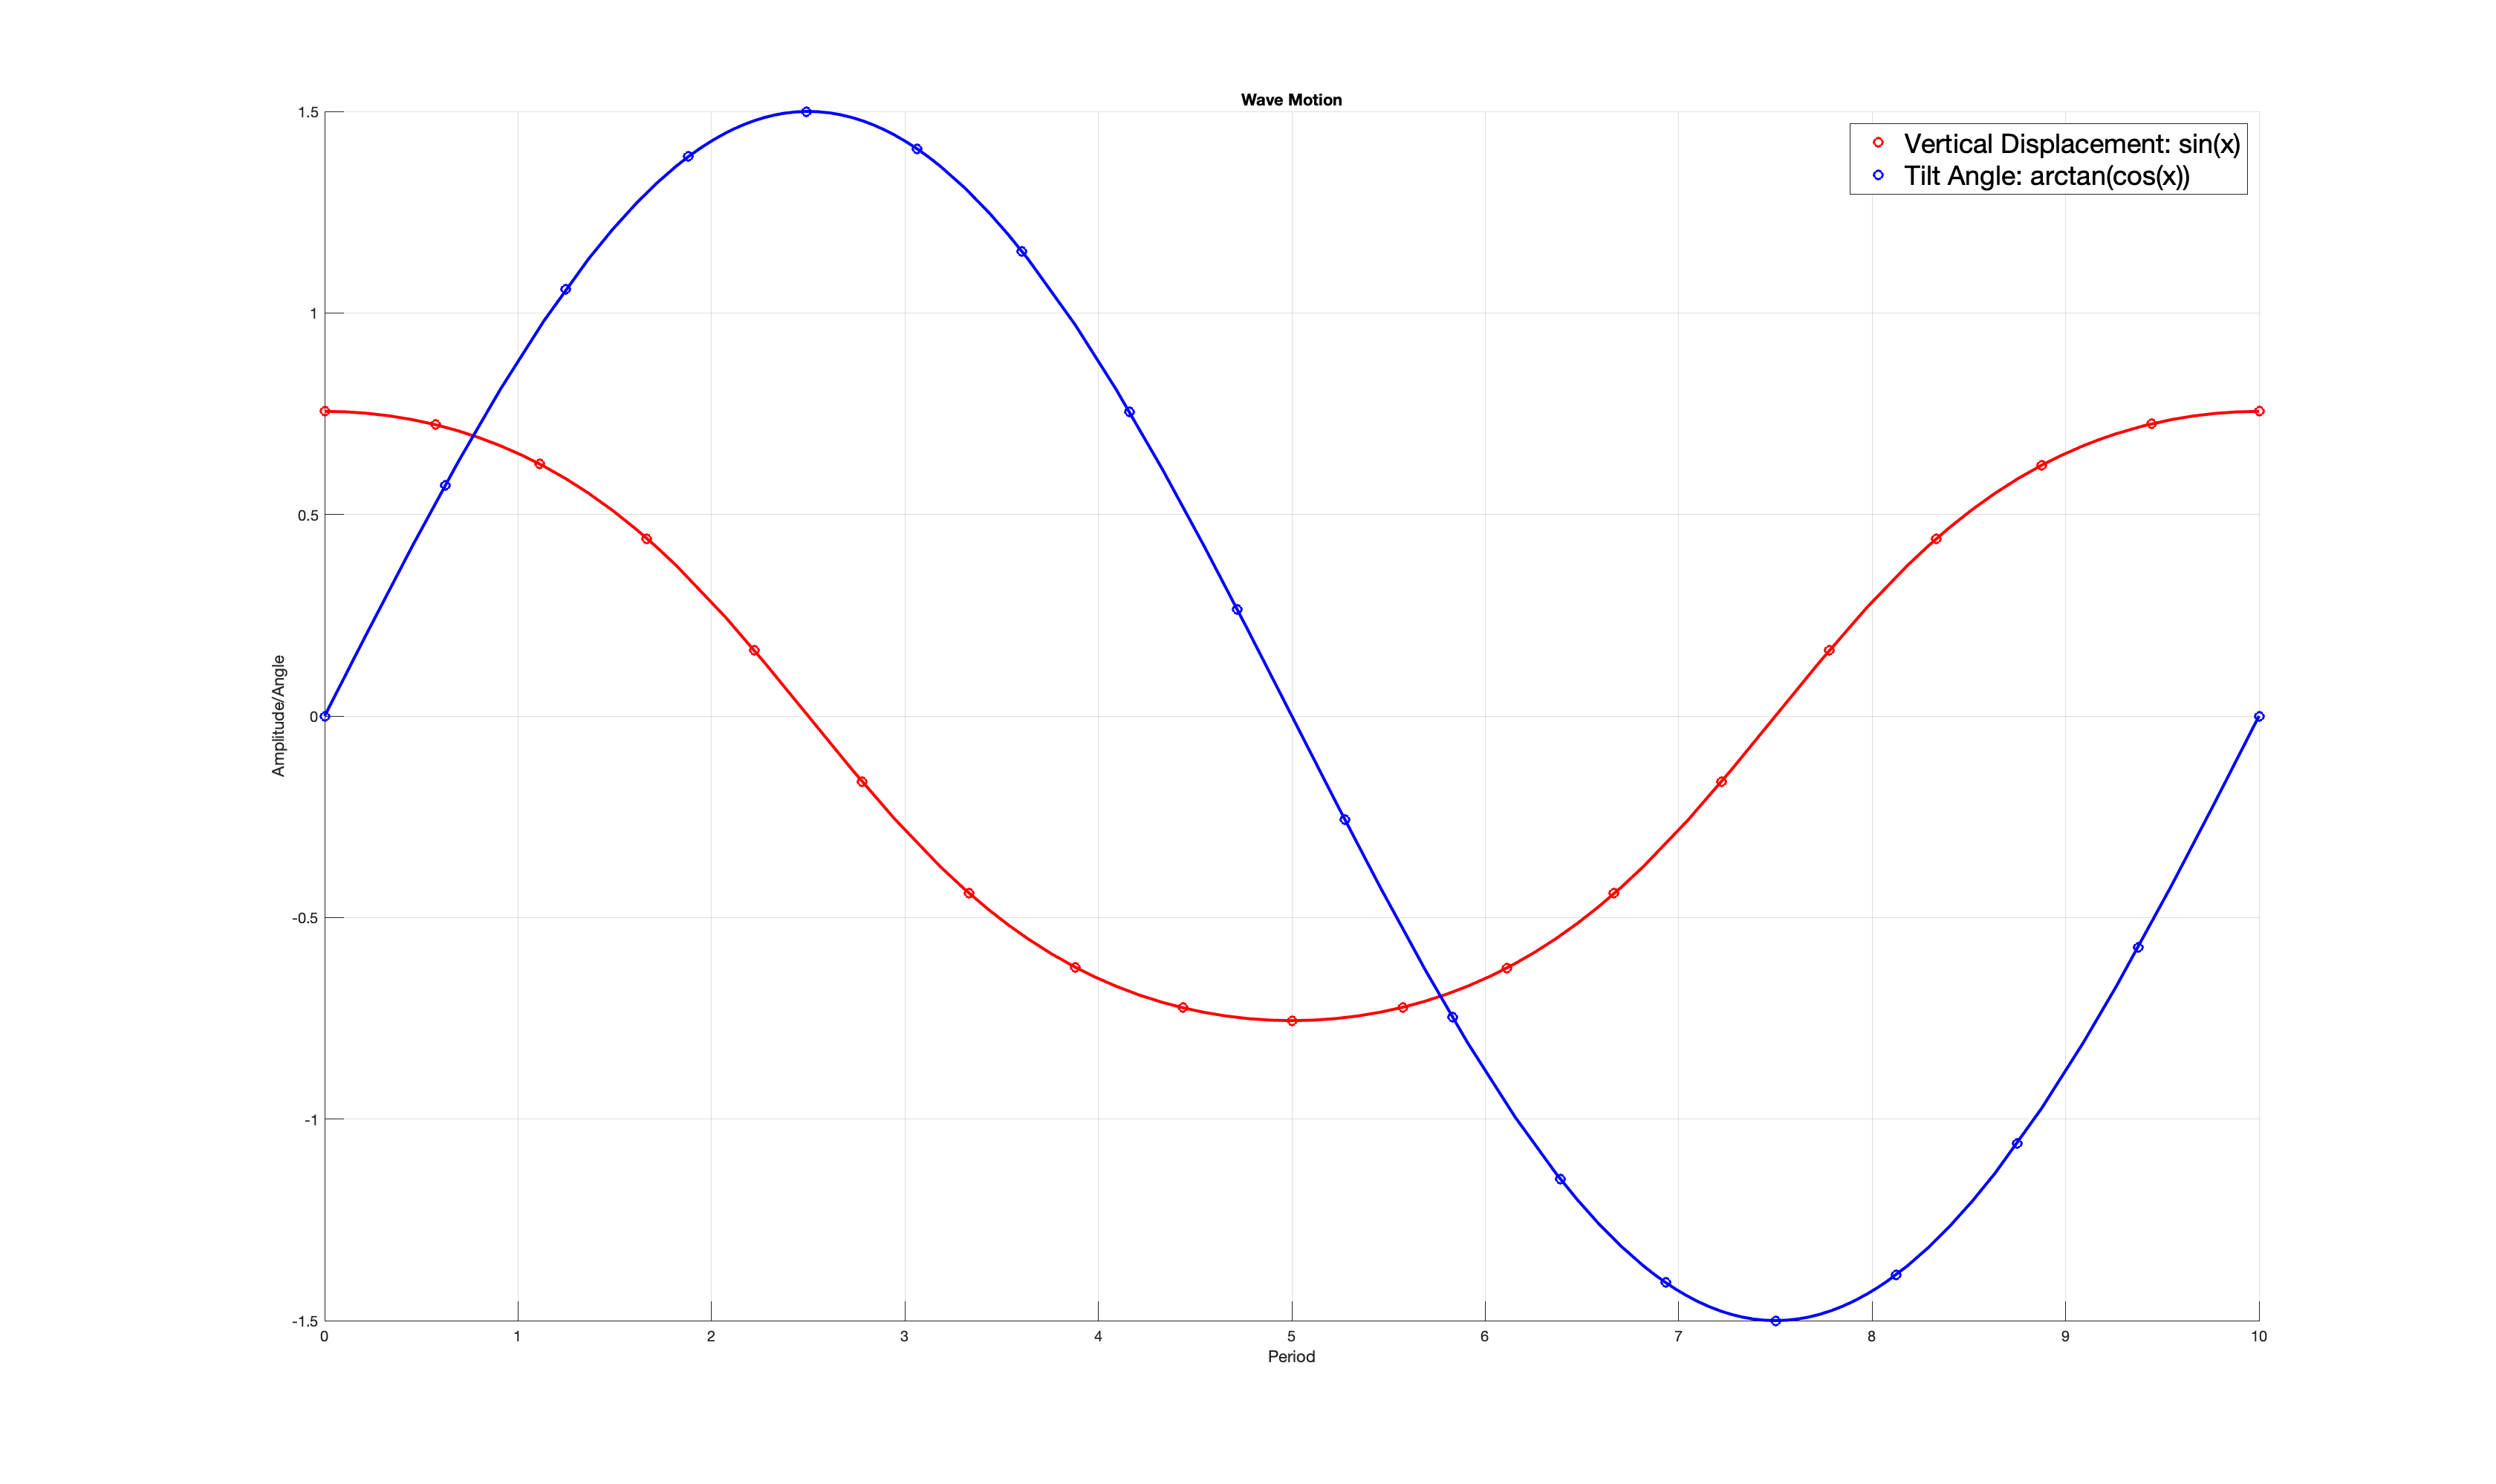 Wave Motion
Vertical Displacement: sin(x)
Tilt Angle: arctan(cos(x))
1.5
1
0.5
0
-0.5
-1
-1.5
Amplitude/Angle
0 1 2 3 4 5 6 7 8 9 10
Period